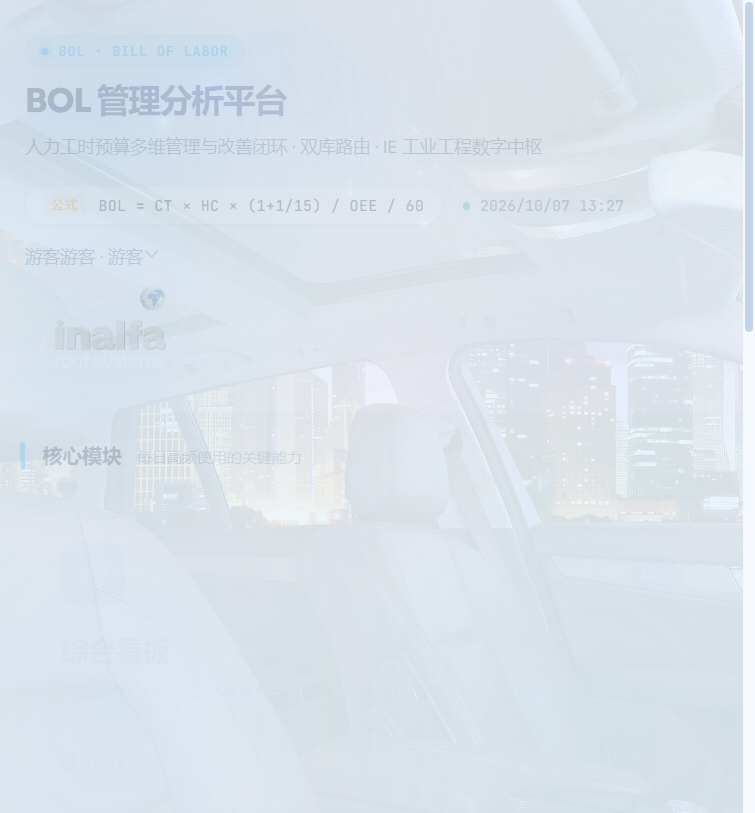 BOL · BILL OF LABOR
BOL 管理分析平台
人力工时预算多维管理与改善闭环 · 双库路由 · IE 工业工程数字中枢
公式 BOL = CT × HC × (1+1/15) / OEE / 60 2026/10/07 13:27
游客游客 · 游客
inalfa
roof systems
核心模块 每日高频使用的关键能力
综合看板